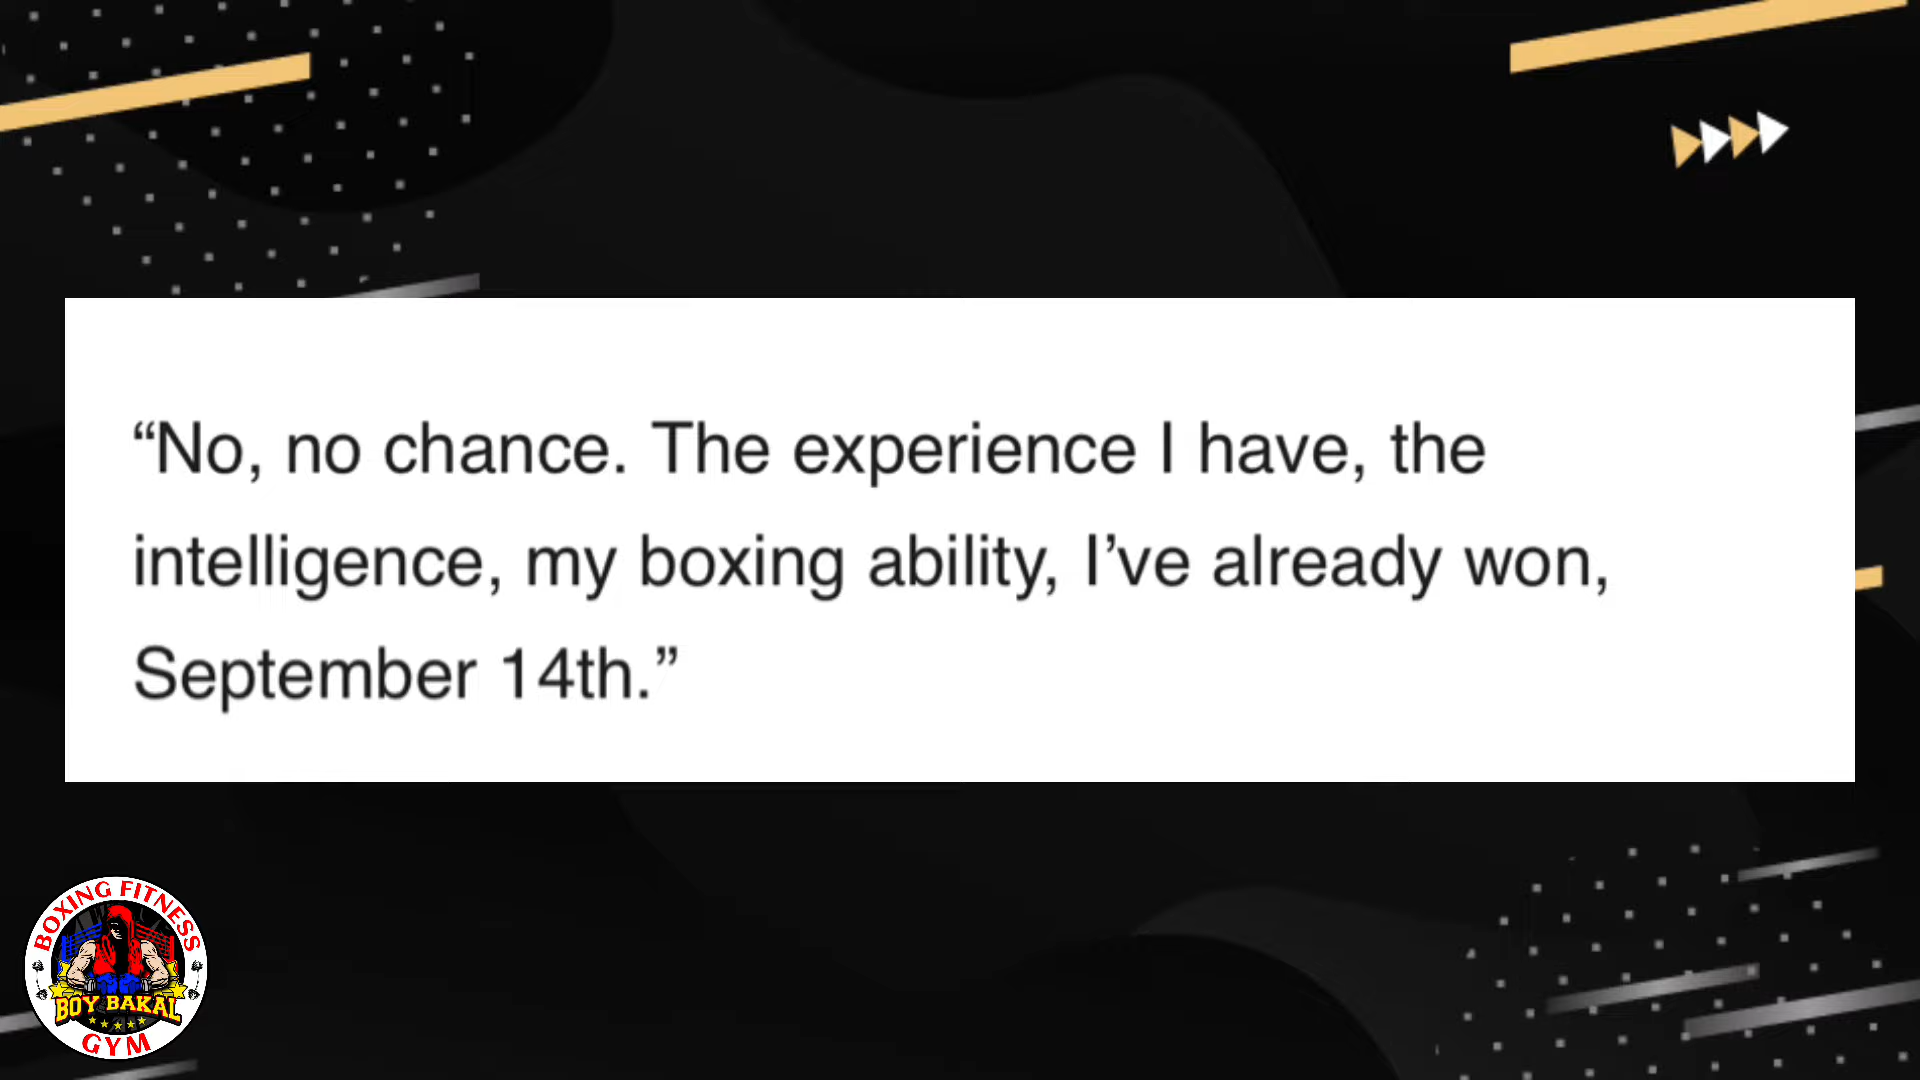 “No, no chance. The experience I have, the
intelligence, my boxing ability, I’ve already won,
September 14th.”
BOXING FITNESS
BOY BAKAL
GYM